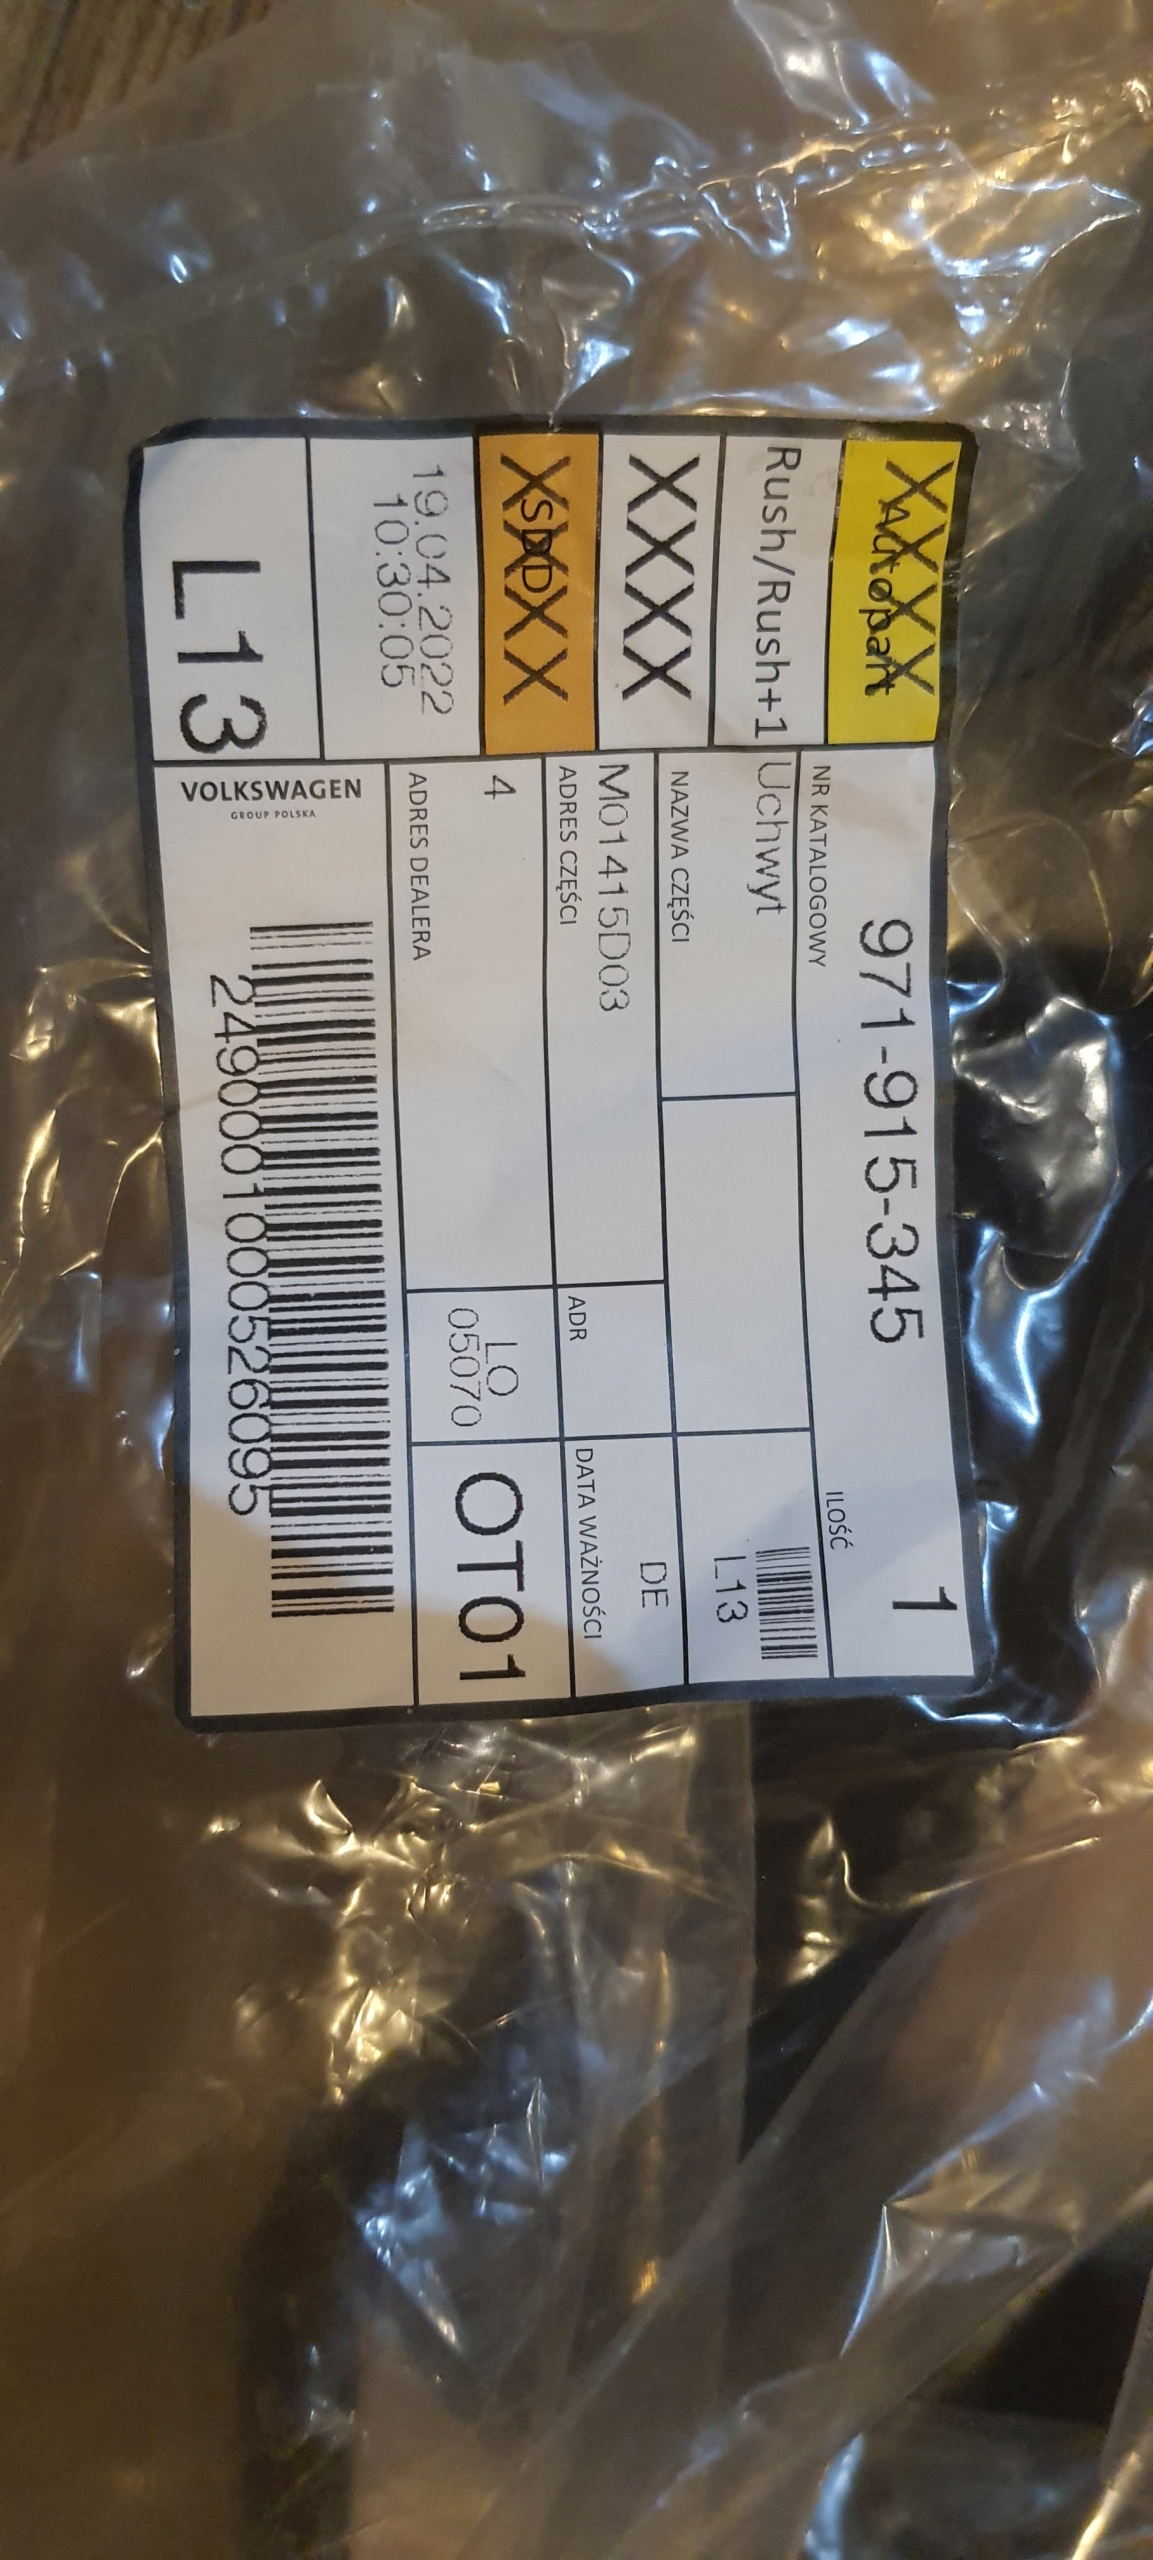 XXXX
Autopart
971-915-345
1
NR KATALOGOWY
ILOŚĆ
Rush/Rush+1
Uchwyt
L13
XXXX
NAZWA CZĘŚCI
M01415D03
DE
XXXX
SDD
ADRES CZĘŚCI
ADR
DATA WAŻNOŚCI
19.04.2022
10:30:05
4
LO
05070
OT01
ADRES DEALERA
L13
VOLKSWAGEN
GROUP POLSKA
2490001000526095